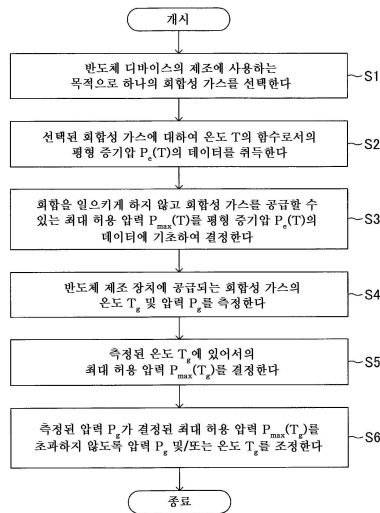 개시
반도체 디바이스의 제조에 사용하는
목적으로 하나의 회합성 가스를 선택한다
S1
선택된 회합성 가스에 대하여 온도 T의 함수로서의
평형 증기압 Pe(T)의 데이터를 취득한다
S2
회합을 일으키게 하지 않고 회합성 가스를 공급할 수
있는 최대 허용 압력 Pmax(T)를 평형 증기압 Pe(T)의
데이터에 기초하여 결정한다
S3
반도체 제조 장치에 공급되는 회합성 가스의
온도 Tg 및 압력 Pg를 측정한다
S4
측정된 온도 Tg에 있어서의
최대 허용 압력 Pmax(Tg)를 결정한다
S5
측정된 압력 Pg가 결정된 최대 허용 압력 Pmax(Tg)를
초과하지 않도록 압력 Pg 및/또는 온도 Tg를 조정한다
S6
종료